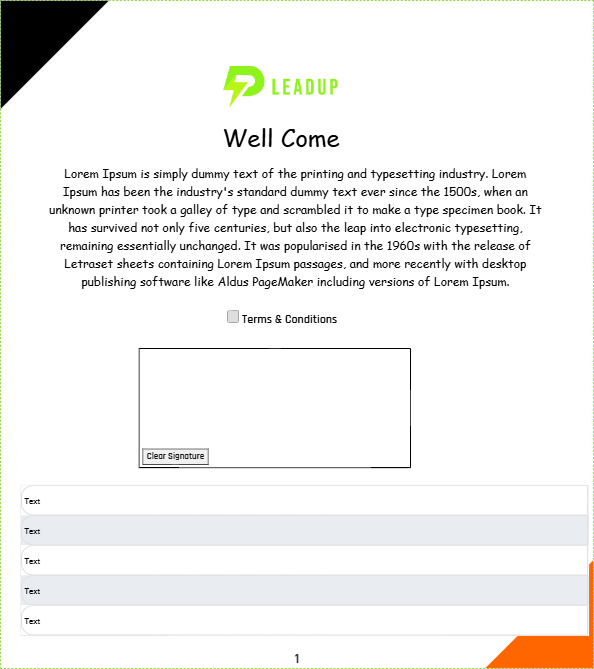 LEADUP
Well Come
Lorem Ipsum is simply dummy text of the printing and typesetting industry. Lorem
Ipsum has been the industry's standard dummy text ever since the 1500s, when an
unknown printer took a galley of type and scrambled it to make a type specimen book. It
has survived not only five centuries, but also the leap into electronic typesetting,
remaining essentially unchanged. It was popularised in the 1960s with the release of
Letraset sheets containing Lorem Ipsum passages, and more recently with desktop
publishing software like Aldus PageMaker including versions of Lorem Ipsum.
Terms & Conditions
Clear Signature
Text
Text
Text
Text
Text
1